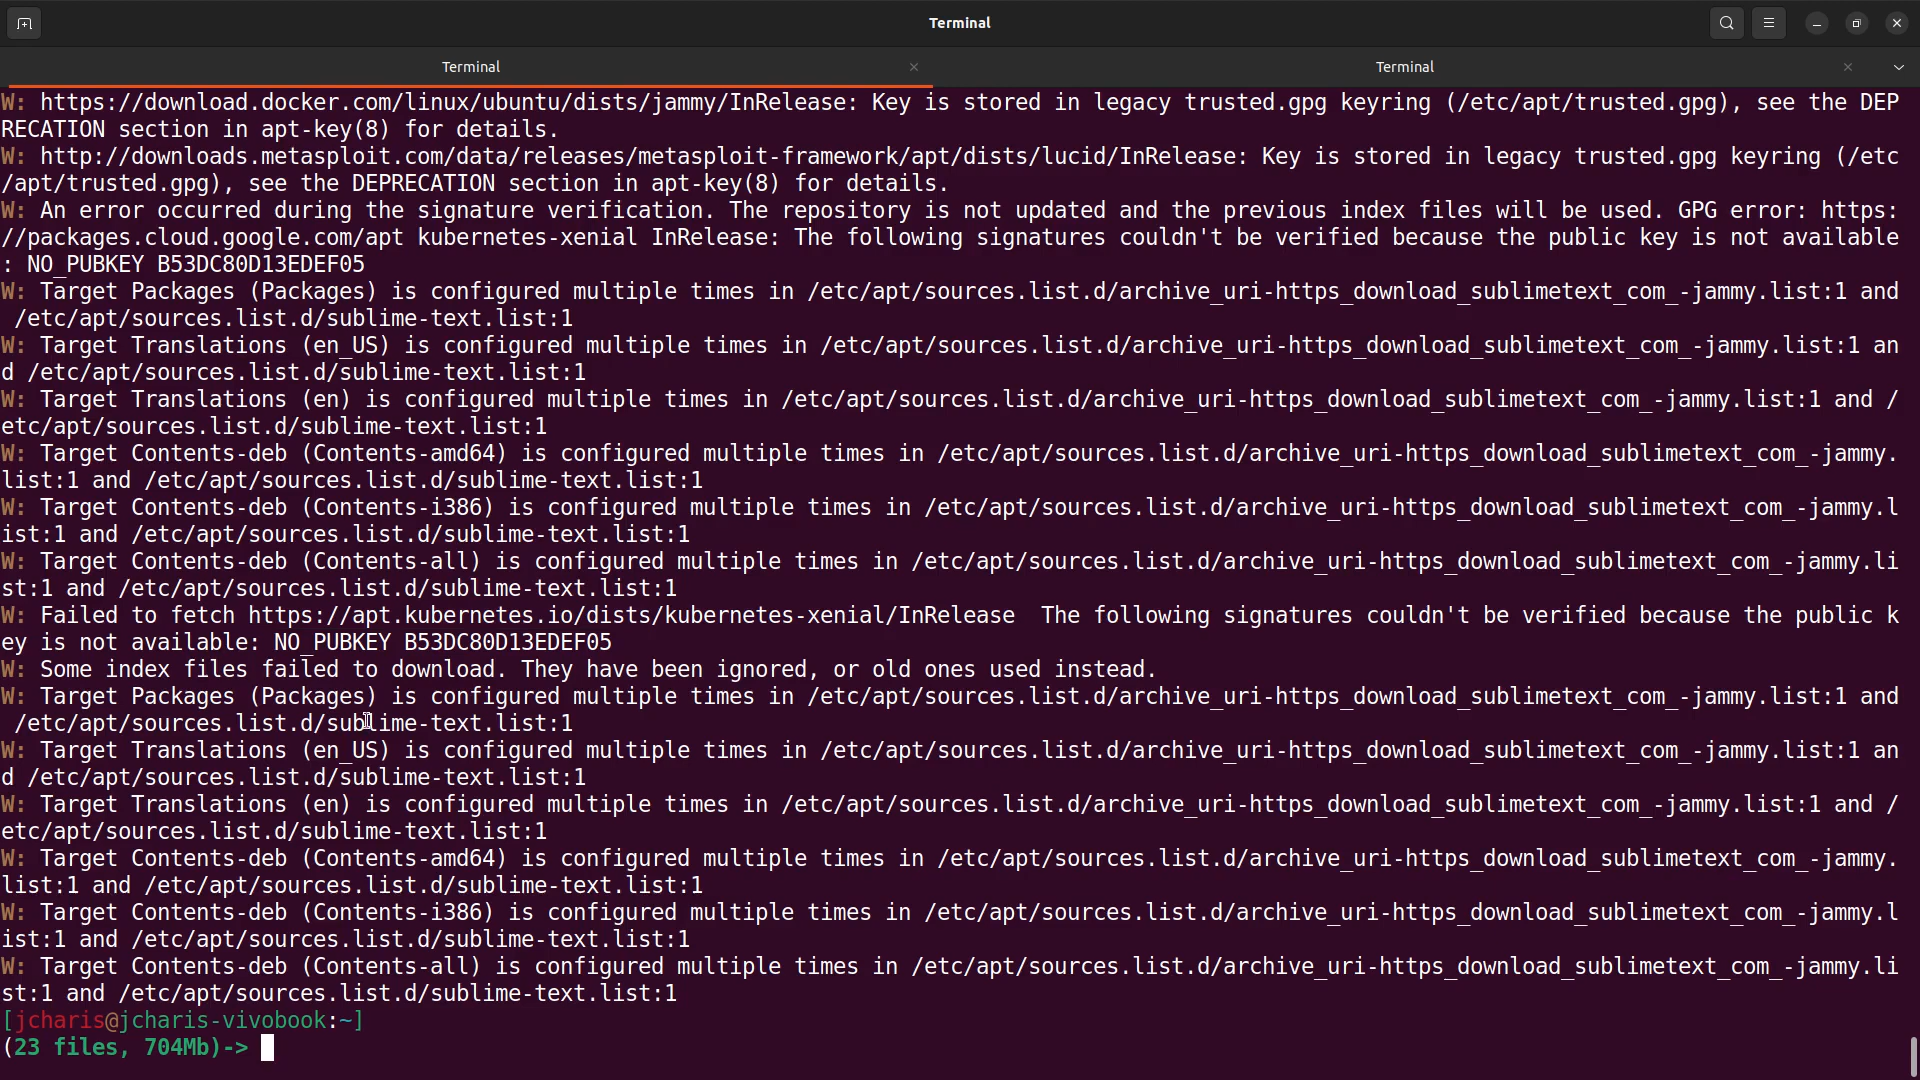 Terminal
Terminal
Terminal
W: https://download.docker.com/linux/ubuntu/dists/jammy/InRelease: Key is stored in legacy trusted.gpg keyring (/etc/apt/trusted.gpg), see the DEP
RECATION section in apt-key(8) for details.
W: http://downloads.metasploit.com/data/releases/metasploit-framework/apt/dists/lucid/InRelease: Key is stored in legacy trusted.gpg keyring (/etc
/apt/trusted.gpg), see the DEPRECATION section in apt-key(8) for details.
W: An error occurred during the signature verification. The repository is not updated and the previous index files will be used. GPG error: https:
//packages.cloud.google.com/apt kubernetes-xenial InRelease: The following signatures couldn't be verified because the public key is not available
: NO_PUBKEY B53DC80D13EDEF05
W: Target Packages (Packages) is configured multiple times in /etc/apt/sources.list.d/archive_uri-https_download_sublimetext_com_-jammy.list:1 and
/etc/apt/sources.list.d/sublime-text.list:1
W: Target Translations (en_US) is configured multiple times in /etc/apt/sources.list.d/archive_uri-https_download_sublimetext_com_-jammy.list:1 an
d /etc/apt/sources.list.d/sublime-text.list:1
W: Target Translations (en) is configured multiple times in /etc/apt/sources.list.d/archive_uri-https_download_sublimetext_com_-jammy.list:1 and /
etc/apt/sources.list.d/sublime-text.list:1
W: Target Contents-deb (Contents-amd64) is configured multiple times in /etc/apt/sources.list.d/archive_uri-https_download_sublimetext_com_-jammy.
list:1 and /etc/apt/sources.list.d/sublime-text.list:1
W: Target Contents-deb (Contents-i386) is configured multiple times in /etc/apt/sources.list.d/archive_uri-https_download_sublimetext_com_-jammy.l
ist:1 and /etc/apt/sources.list.d/sublime-text.list:1
W: Target Contents-deb (Contents-all) is configured multiple times in /etc/apt/sources.list.d/archive_uri-https_download_sublimetext_com_-jammy.li
st:1 and /etc/apt/sources.list.d/sublime-text.list:1
W: Failed to fetch https://apt.kubernetes.io/dists/kubernetes-xenial/InRelease  The following signatures couldn't be verified because the public k
ey is not available: NO_PUBKEY B53DC80D13EDEF05
W: Some index files failed to download. They have been ignored, or old ones used instead.
W: Target Packages (Packages) is configured multiple times in /etc/apt/sources.list.d/archive_uri-https_download_sublimetext_com_-jammy.list:1 and
/etc/apt/sources.list.d/sublime-text.list:1
W: Target Translations (en_US) is configured multiple times in /etc/apt/sources.list.d/archive_uri-https_download_sublimetext_com_-jammy.list:1 an
d /etc/apt/sources.list.d/sublime-text.list:1
W: Target Translations (en) is configured multiple times in /etc/apt/sources.list.d/archive_uri-https_download_sublimetext_com_-jammy.list:1 and /
etc/apt/sources.list.d/sublime-text.list:1
W: Target Contents-deb (Contents-amd64) is configured multiple times in /etc/apt/sources.list.d/archive_uri-https_download_sublimetext_com_-jammy.
list:1 and /etc/apt/sources.list.d/sublime-text.list:1
W: Target Contents-deb (Contents-i386) is configured multiple times in /etc/apt/sources.list.d/archive_uri-https_download_sublimetext_com_-jammy.l
ist:1 and /etc/apt/sources.list.d/sublime-text.list:1
W: Target Contents-deb (Contents-all) is configured multiple times in /etc/apt/sources.list.d/archive_uri-https_download_sublimetext_com_-jammy.li
st:1 and /etc/apt/sources.list.d/sublime-text.list:1
[jcharis@jcharis-vivobook:~]
(23 files, 704Mb)->